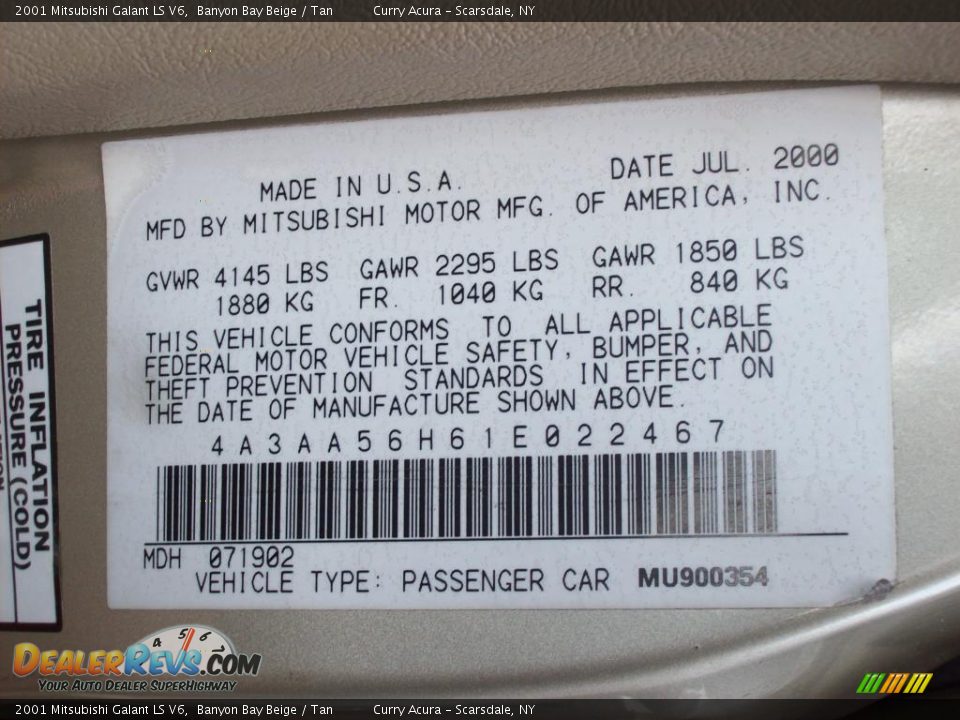 2001 Mitsubishi Galant LS V6, Banyon Bay Beige / Tan Curry Acura - Scarsdale, NY
MADE IN U.S.A. DATE JUL. 2000
MFD BY MITSUBISHI MOTOR MFG. OF AMERICA, INC.
GVWR 4145 LBS GAWR 2295 LBS GAWR 1850 LBS
1880 KG FR. 1040 KG RR. 840 KG
THIS VEHICLE CONFORMS TO ALL APPLICABLE
FEDERAL MOTOR VEHICLE SAFETY, BUMPER, AND
THEFT PREVENTION STANDARDS IN EFFECT ON
THE DATE OF MANUFACTURE SHOWN ABOVE.
4A3AA56H61E022467
MDH 071902
VEHICLE TYPE: PASSENGER CAR MU900354
TIRE INFLATION
PRESSURE (COLD)
4 5 6
DEALERREVS.COM
YOUR AUTO DEALER SUPERHIGHWAY
2001 Mitsubishi Galant LS V6, Banyon Bay Beige / Tan Curry Acura - Scarsdale, NY